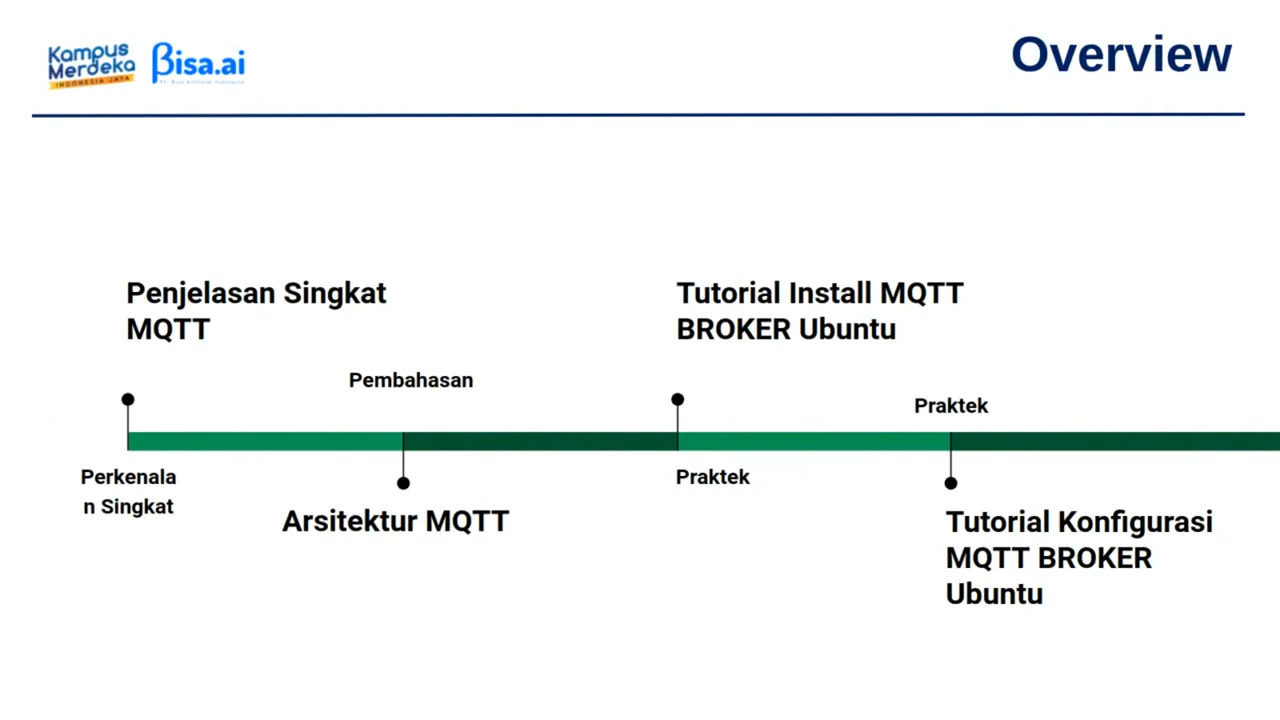 Kampus
Merdeka
INDONESIA JAYA
βisa.ai
Overview
Penjelasan Singkat
MQTT
Tutorial Install MQTT
BROKER Ubuntu
Pembahasan
Praktek
Perkenala
n Singkat
Praktek
Arsitektur MQTT
Tutorial Konfigurasi
MQTT BROKER
Ubuntu